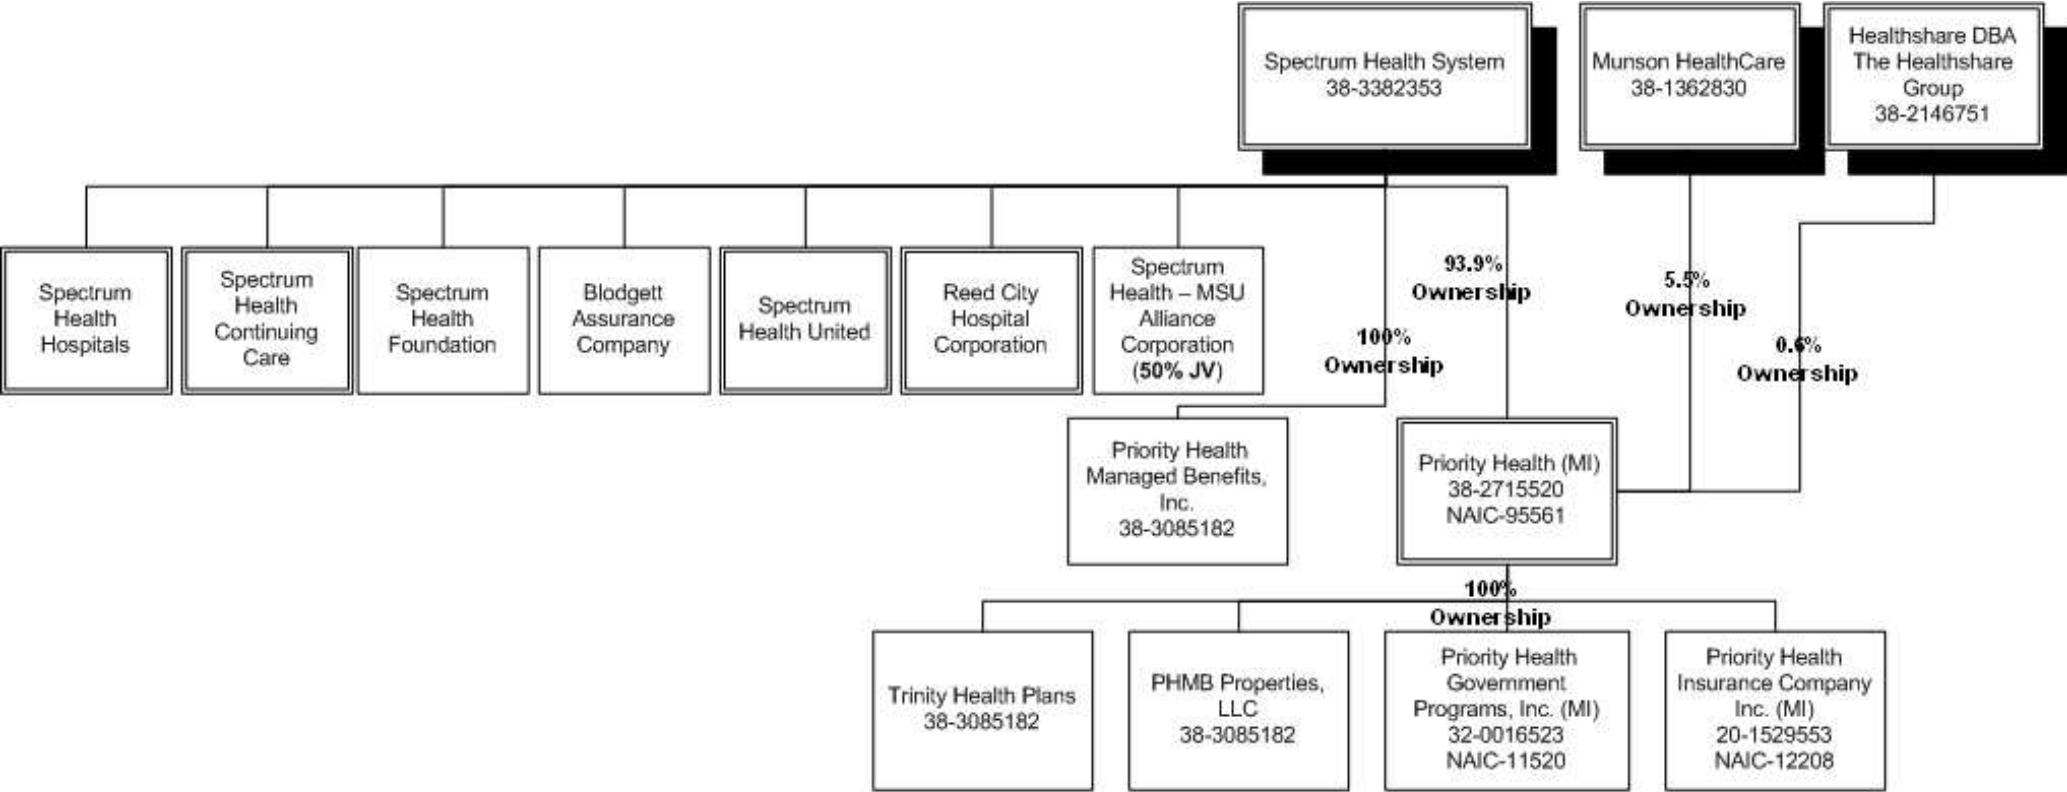 Spectrum Health System
38-3382353
Munson HealthCare
38-1362830
Healthshare DBA
The Healthshare
Group
38-2146751
Spectrum
Health
Hospitals
Spectrum
Health
Continuing
Care
Spectrum
Health
Foundation
Blodgett
Assurance
Company
Spectrum
Health United
Reed City
Hospital
Corporation
Spectrum
Health – MSU
Alliance
Corporation
(50% JV)
100%
Ownership
93.9%
Ownership
5.5%
Ownership
0.6%
Ownership
Priority Health
Managed Benefits,
Inc.
38-3085182
Priority Health (MI)
38-2715520
NAIC-95561
100%
Ownership
Trinity Health Plans
38-3085182
PHMB Properties,
LLC
38-3085182
Priority Health
Government
Programs, Inc. (MI)
32-0016523
NAIC-11520
Priority Health
Insurance Company
Inc. (MI)
20-1529553
NAIC-12208